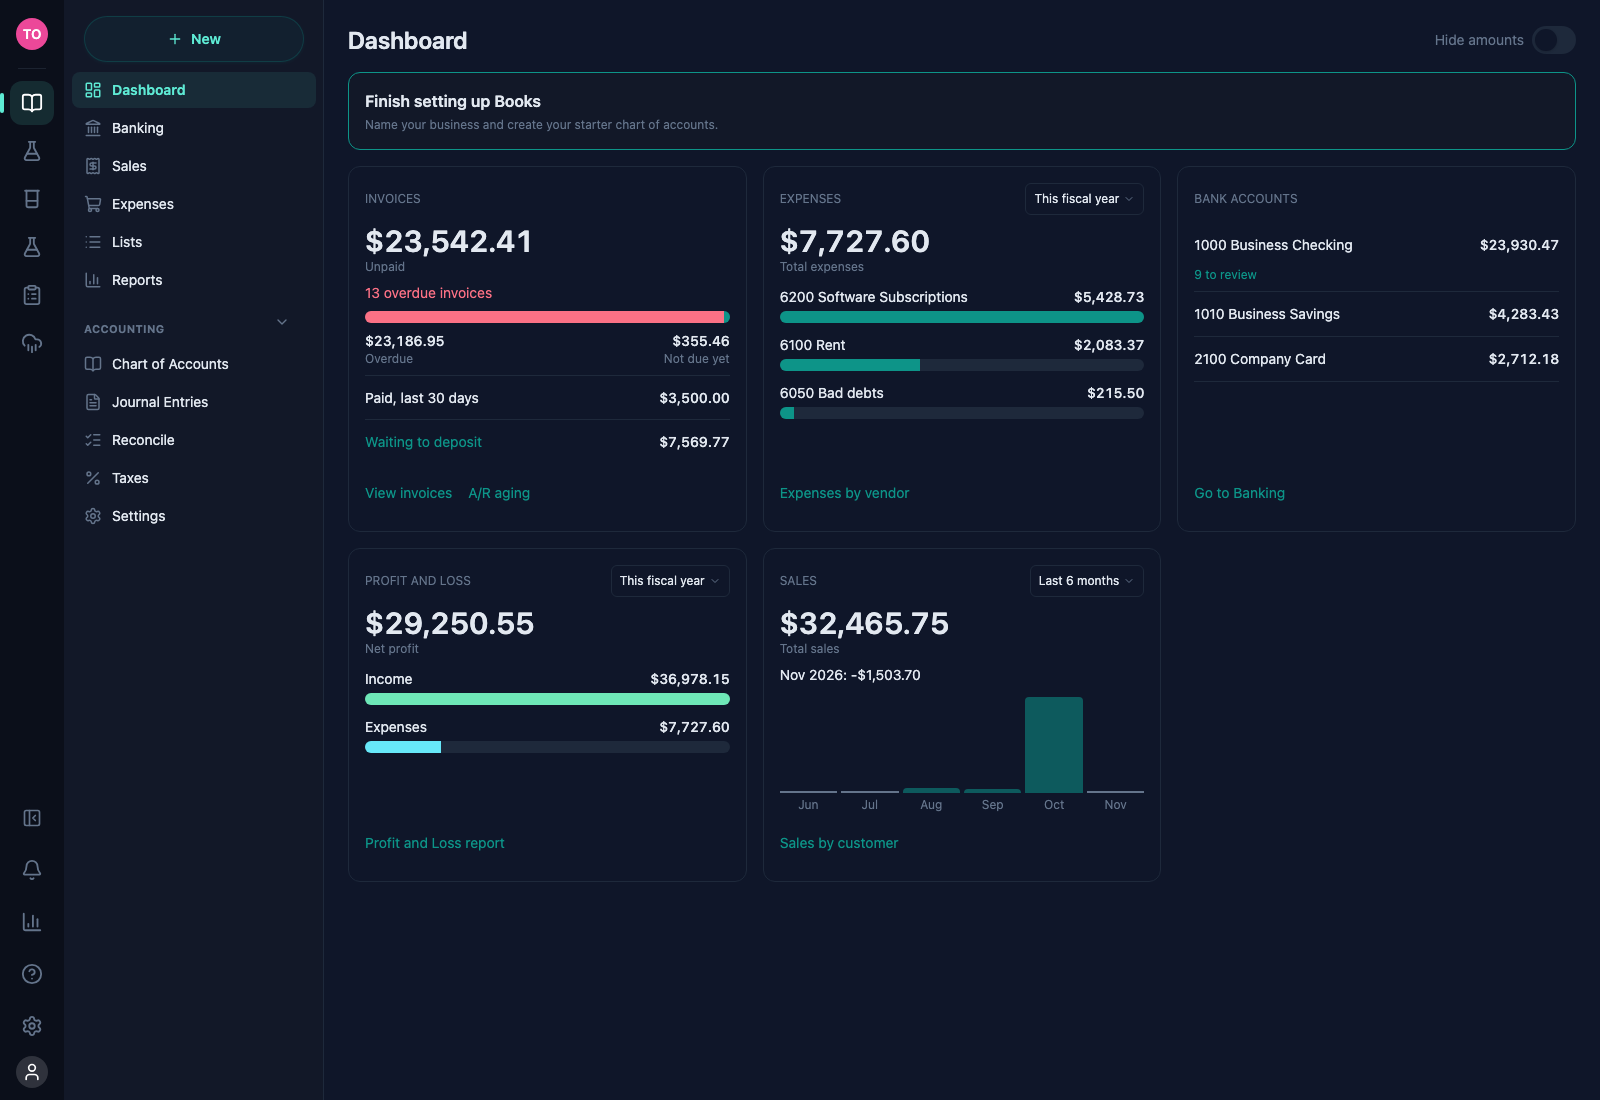 TO
New
Dashboard
Banking
Sales
Expenses
Lists
Reports
ACCOUNTING
Chart of Accounts
Journal Entries
Reconcile
Taxes
Settings
Dashboard
Hide amounts
Finish setting up Books
Name your business and create your starter chart of accounts.
INVOICES
$23,542.41
Unpaid
13 overdue invoices
$23,186.95 $355.46
Overdue Not due yet
Paid, last 30 days $3,500.00
Waiting to deposit $7,569.77
View invoices A/R aging
EXPENSES This fiscal year
$7,727.60
Total expenses
6200 Software Subscriptions $5,428.73
6100 Rent $2,083.37
6050 Bad debts $215.50
Expenses by vendor
BANK ACCOUNTS
1000 Business Checking $23,930.47
9 to review
1010 Business Savings $4,283.43
2100 Company Card $2,712.18
Go to Banking
PROFIT AND LOSS This fiscal year
$29,250.55
Net profit
Income $36,978.15
Expenses $7,727.60
Profit and Loss report
SALES Last 6 months
$32,465.75
Total sales
Nov 2026: -$1,503.70
Jun Jul Aug Sep Oct Nov
Sales by customer